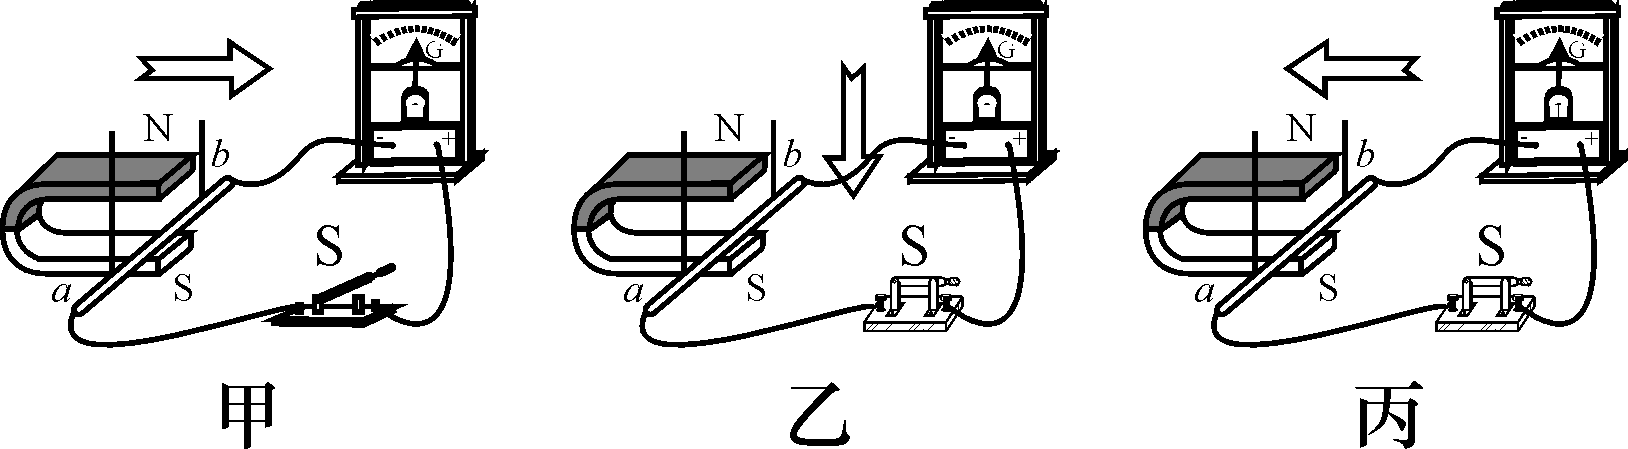 G G G
- + - + - +
N b N b N b
S S S
a S a S a S
甲 乙 丙